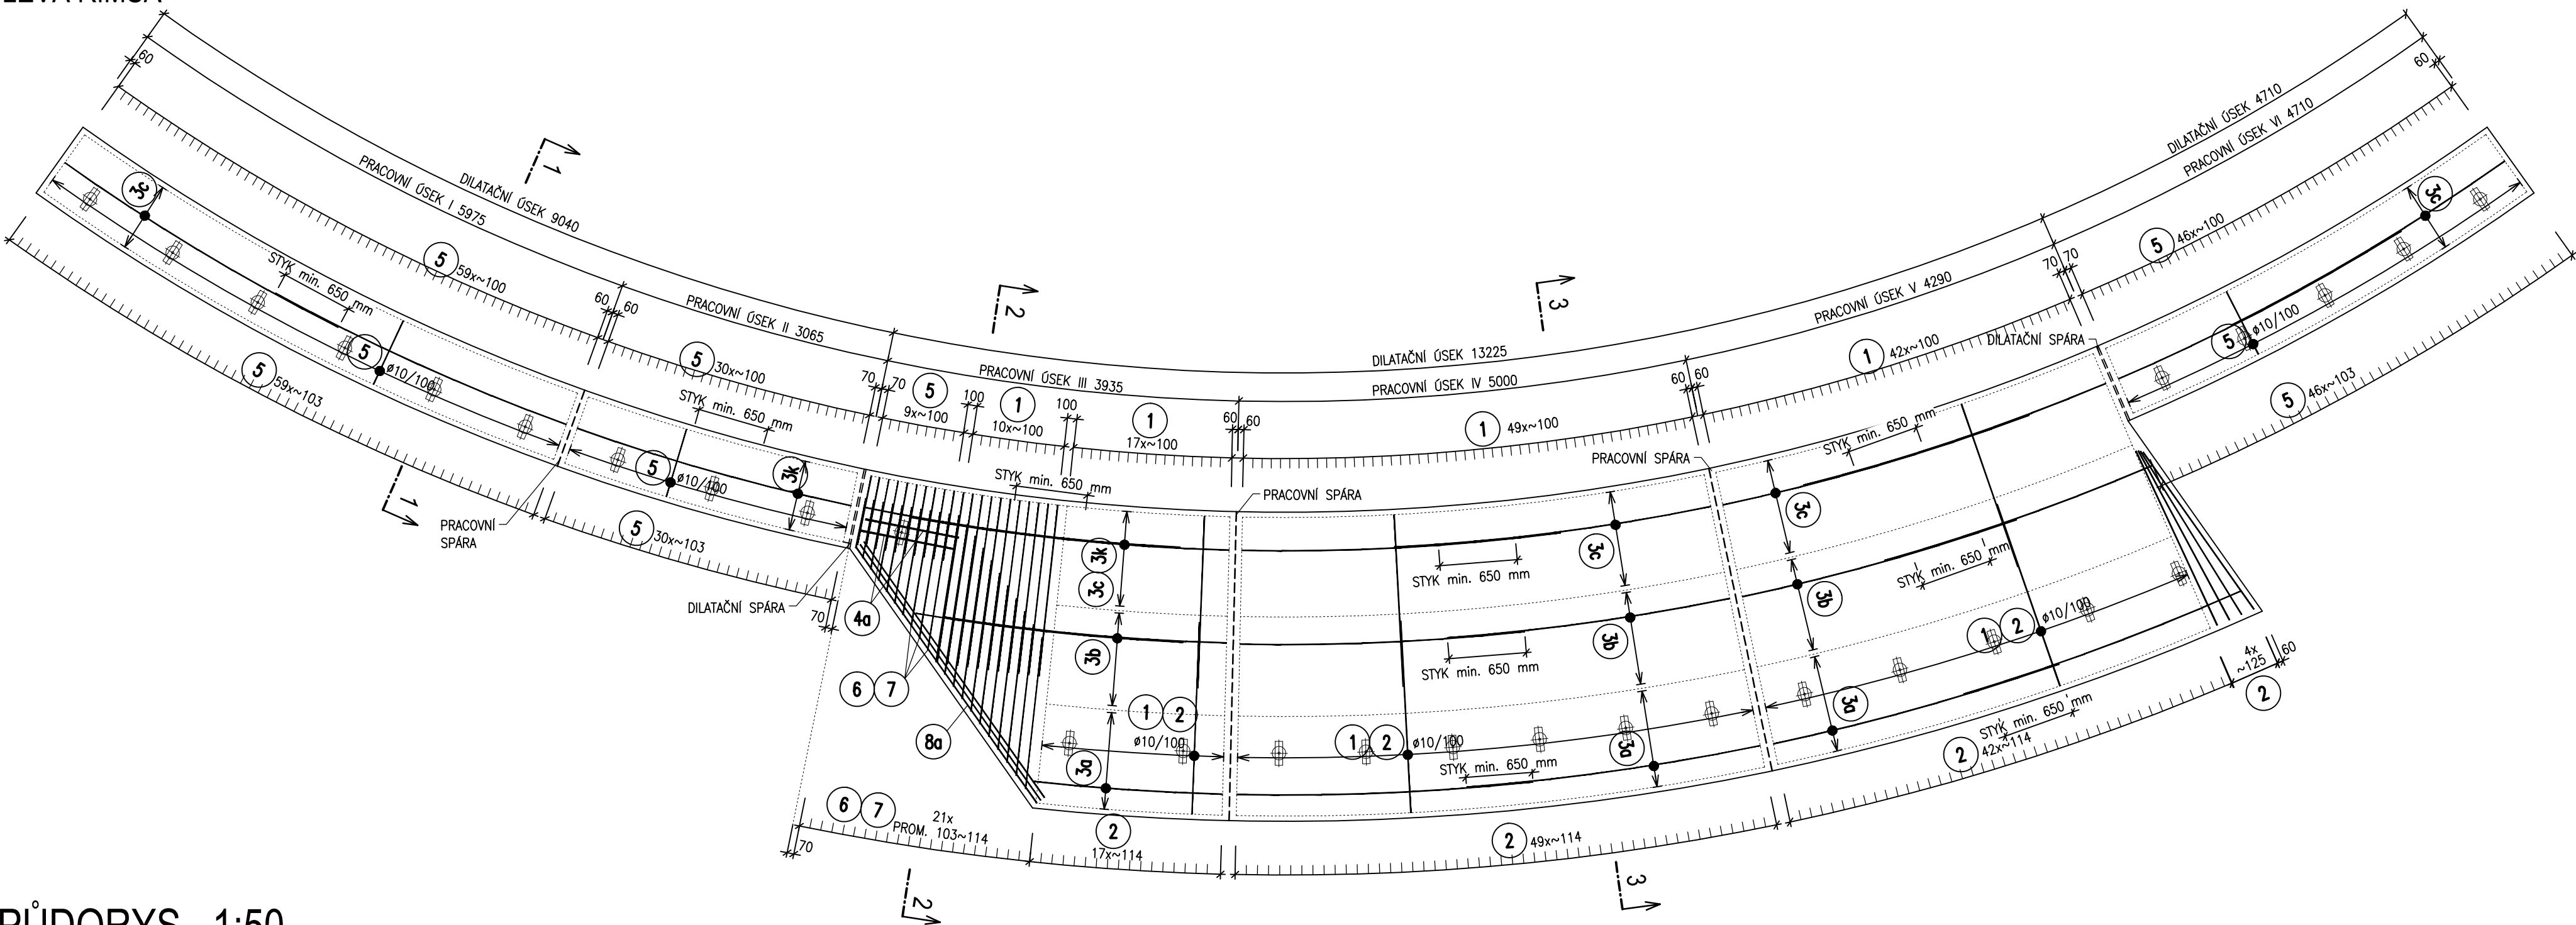 LEVÁ ŘÍMSA
60
DILATAČNÍ ÚSEK 9040
PRACOVNÍ ÚSEK I 5975
5 59x~100
60 60
PRACOVNÍ ÚSEK II 3065
5 30x~100
70 70
DILATAČNÍ ÚSEK 13225
PRACOVNÍ ÚSEK III 3935
5
9x~100
100
1
10x~100
100
1
17x~100
60 60
PRACOVNÍ ÚSEK IV 5000
1 49x~100
60 60
PRACOVNÍ ÚSEK V 4290
1 42x~100
70 70
DILATAČNÍ ÚSEK 4710
PRACOVNÍ ÚSEK VI 4710
5 46x~100
60
1
2
3
3c
STYK min. 650 mm
5
ø10/100
5 59x~103
1
PRACOVNÍ
SPÁRA
5
ø10/100
STYK min. 650 mm
3k
5 30x~103
DILATAČNÍ SPÁRA
70
4a
6 7
8a
STYK min. 650 mm
3k
3c
3b
3a
1 2
ø10/100
PRACOVNÍ SPÁRA
STYK min. 650 mm
STYK min. 650 mm
STYK min. 650 mm
1 2
ø10/100
3c
3b
3a
PRACOVNÍ SPÁRA
STYK min. 650 mm
3c
3b
3a
STYK min. 650 mm
1 2
ø10/100
STYK min. 650 mm
DILATAČNÍ SPÁRA
5
ø10/100
3c
5 46x~103
70
6 7
21x
PROM. 103~114
2
17x~114
2 49x~114
2 42x~114
4x
~125
60
2
2
3
PŮDORYS 1:50